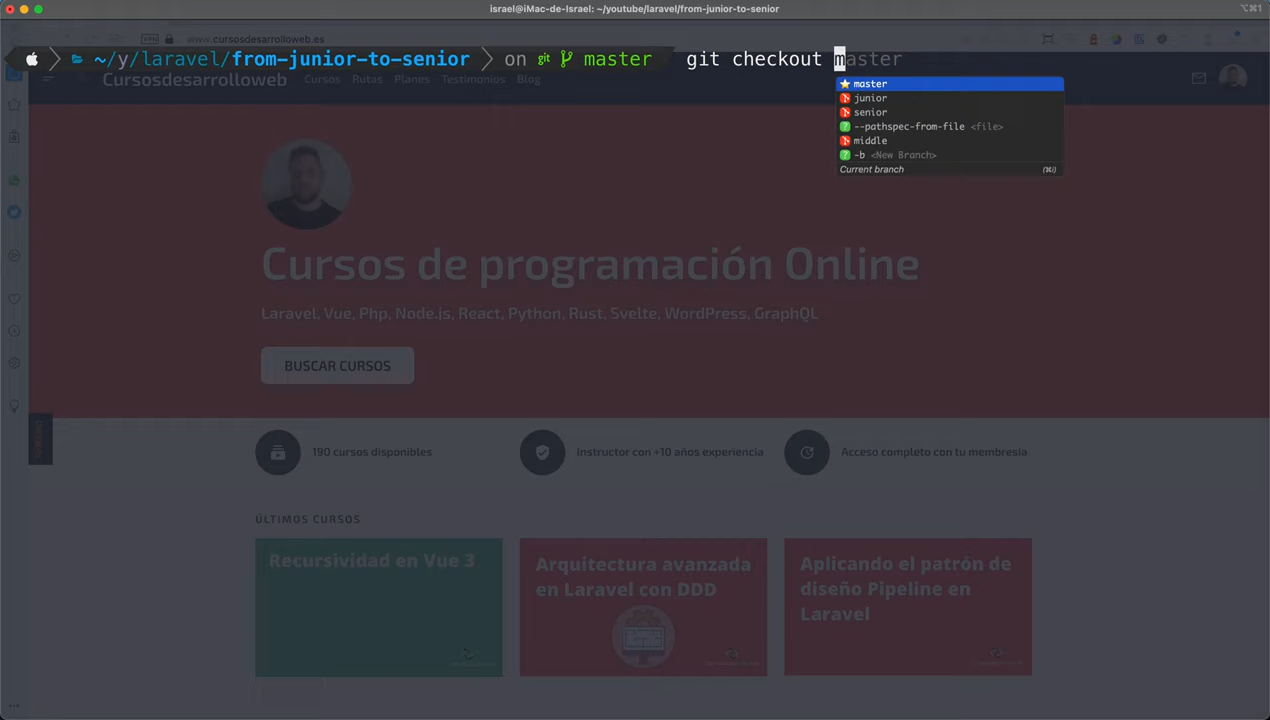 israel@iMac-de-Israel: ~/youtube/laravel/from-junior-to-senior
⌥⌘1
VPN
www.cursosdesarrolloweb.es
~/y/laravel/from-junior-to-senior on git master git checkout master
Cursosdesarrolloweb Cursos Rutas Planes Testimonios Blog
master
junior
senior
--pathspec-from-file <file>
middle
-b <New Branch>
Current branch (⌘i)
Cursos de programación Online
Laravel, Vue, Php, Node.js, React, Python, Rust, Svelte, WordPress, GraphQL
BUSCAR CURSOS
190 cursos disponibles
Instructor con +10 años experiencia
Acceso completo con tu membresía
ÚLTIMOS CURSOS
Recursividad en Vue 3
Arquitectura avanzada
en Laravel con DDD
Aplicando el patrón de
diseño Pipeline en
Laravel